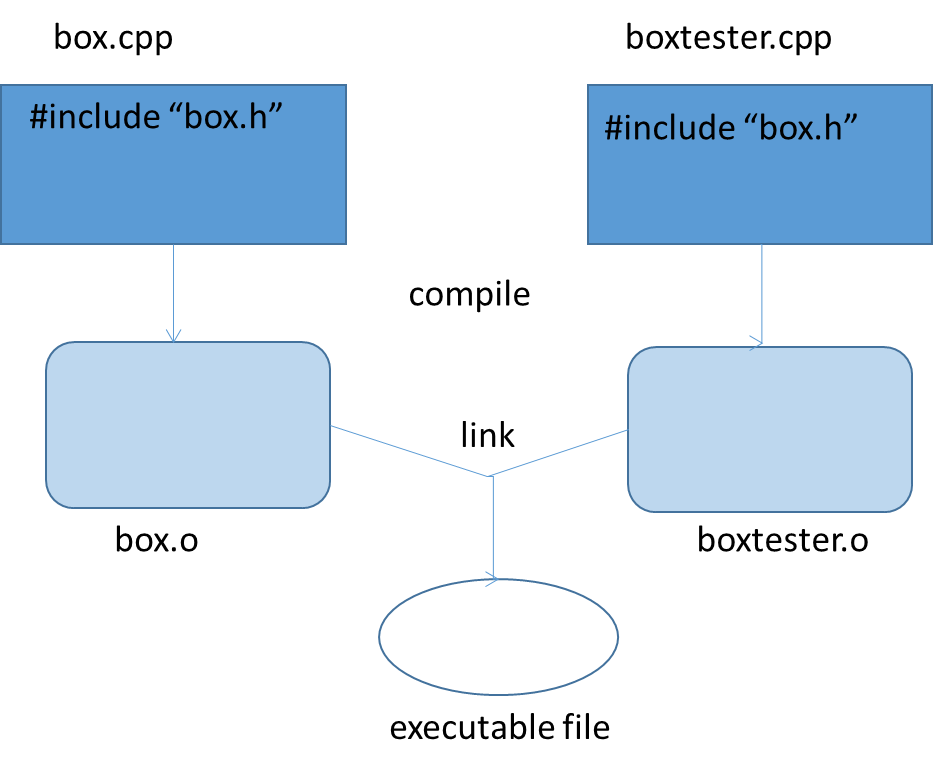 box.cpp
boxtester.cpp
#include “box.h”
#include “box.h”
compile
link
box.o
boxtester.o
executable file